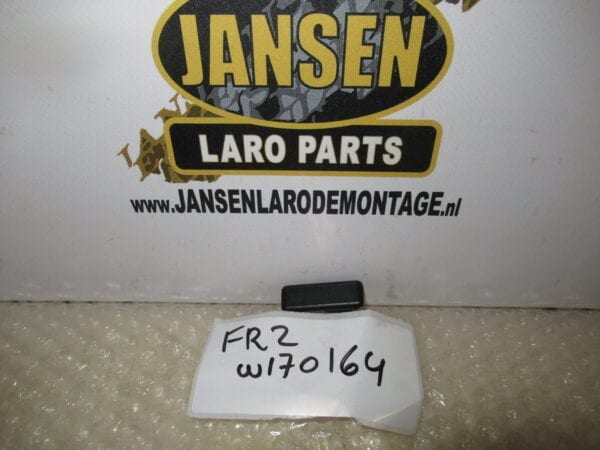 JANSEN
LARO PARTS
www.JANSENLARODEMONTAGE.nl
FR2
W170164